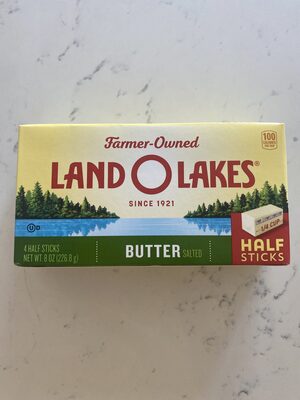 Farmer-Owned
100
LAND O LAKES®
SINCE 1921
1/4 CUP
4 HALF STICKS
NET WT. 8 OZ (226.8 g)
BUTTER SALTED
HALF
STICKS